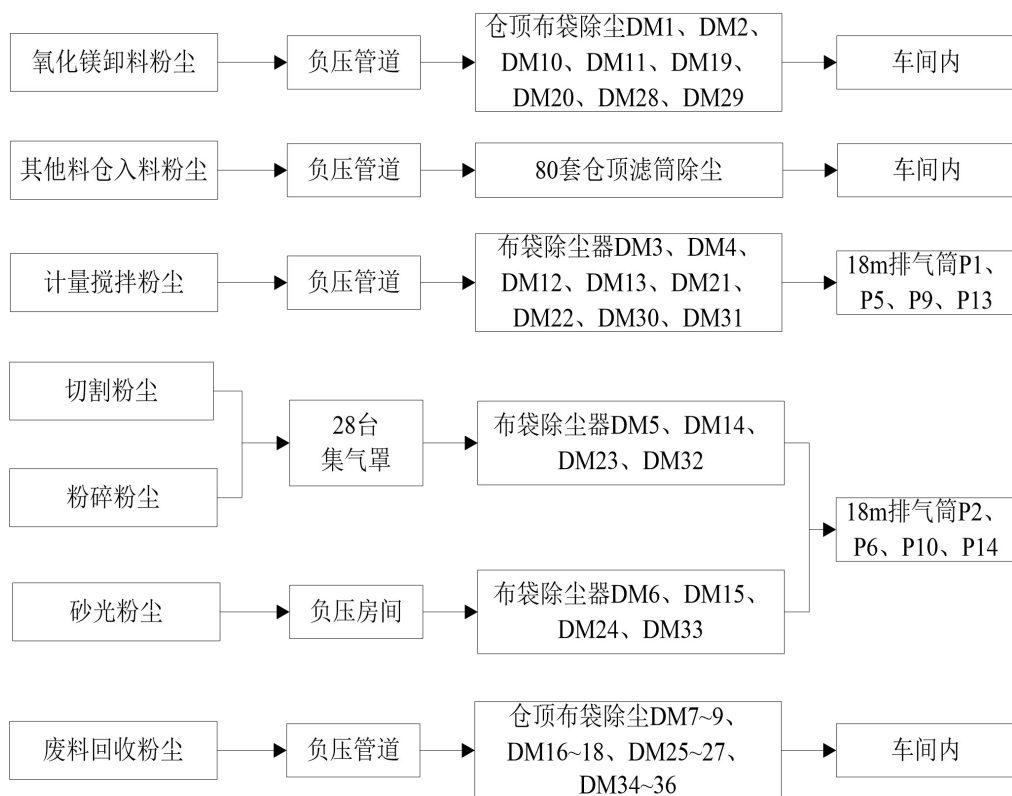 氧化镁卸料粉尘
负压管道
仓顶布袋除尘DM1、DM2、
DM10、DM11、DM19、
DM20、DM28、DM29
车间内
其他料仓入料粉尘
负压管道
80套仓顶滤筒除尘
车间内
计量搅拌粉尘
负压管道
布袋除尘器DM3、DM4、
DM12、DM13、DM21、
DM22、DM30、DM31
18m排气筒P1、
P5、P9、P13
切割粉尘
粉碎粉尘
28台
集气罩
布袋除尘器DM5、DM14、
DM23、DM32
18m排气筒P2、
P6、P10、P14
砂光粉尘
负压房间
布袋除尘器DM6、DM15、
DM24、DM33
废料回收粉尘
负压管道
仓顶布袋除尘DM7~9、
DM16~18、DM25~27、
DM34~36
车间内